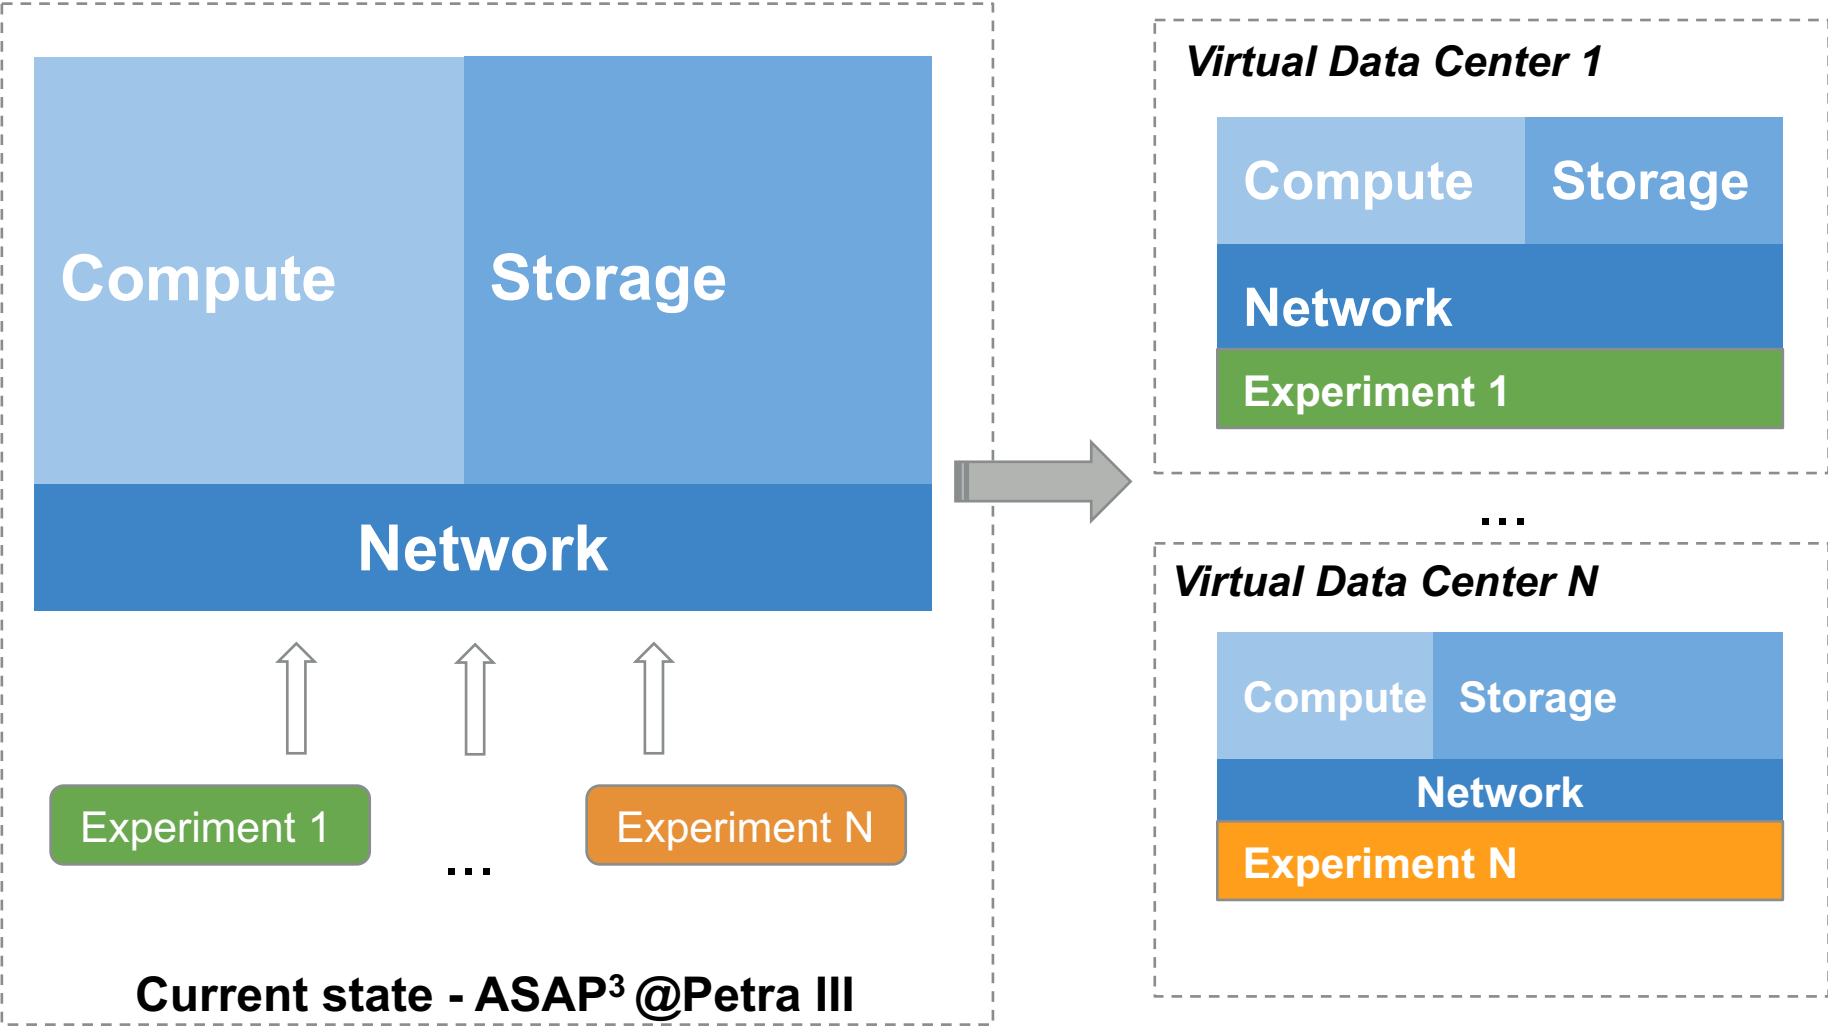 Compute
Storage
Network
Experiment 1
...
Experiment N
Current state - ASAP³ @Petra III
Virtual Data Center 1
Compute
Storage
Network
Experiment 1
...
Virtual Data Center N
Compute
Storage
Network
Experiment N